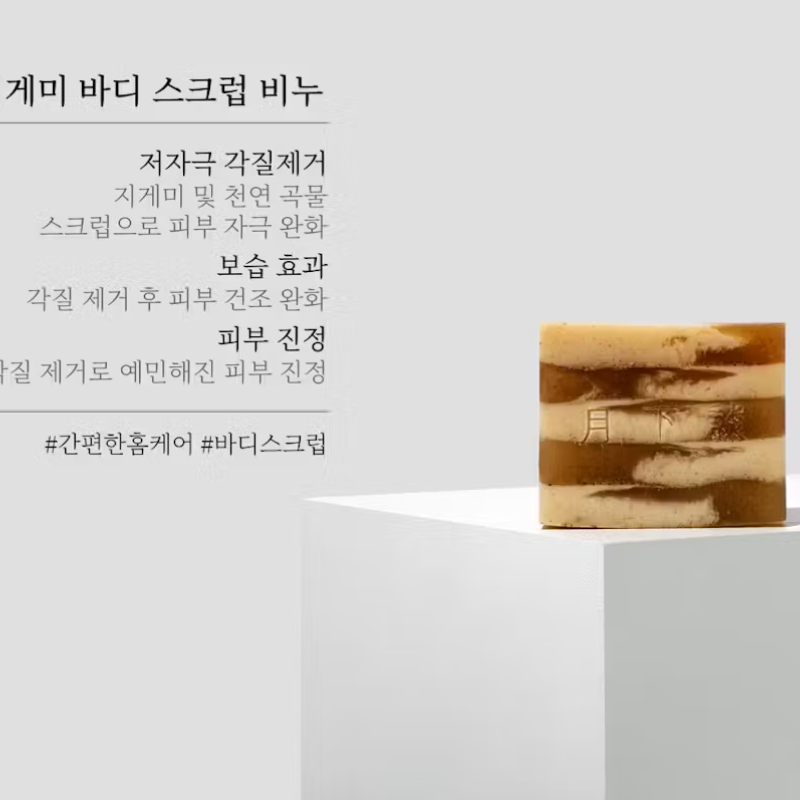 게미 바디 스크럽 비누
저자극 각질제거
지게미 및 천연 곡물
스크럽으로 피부 자극 완화
보습 효과
각질 제거 후 피부 건조 완화
피부 진정
각질 제거로 예민해진 피부 진정
#간편한홈케어 #바디스크럽
月下